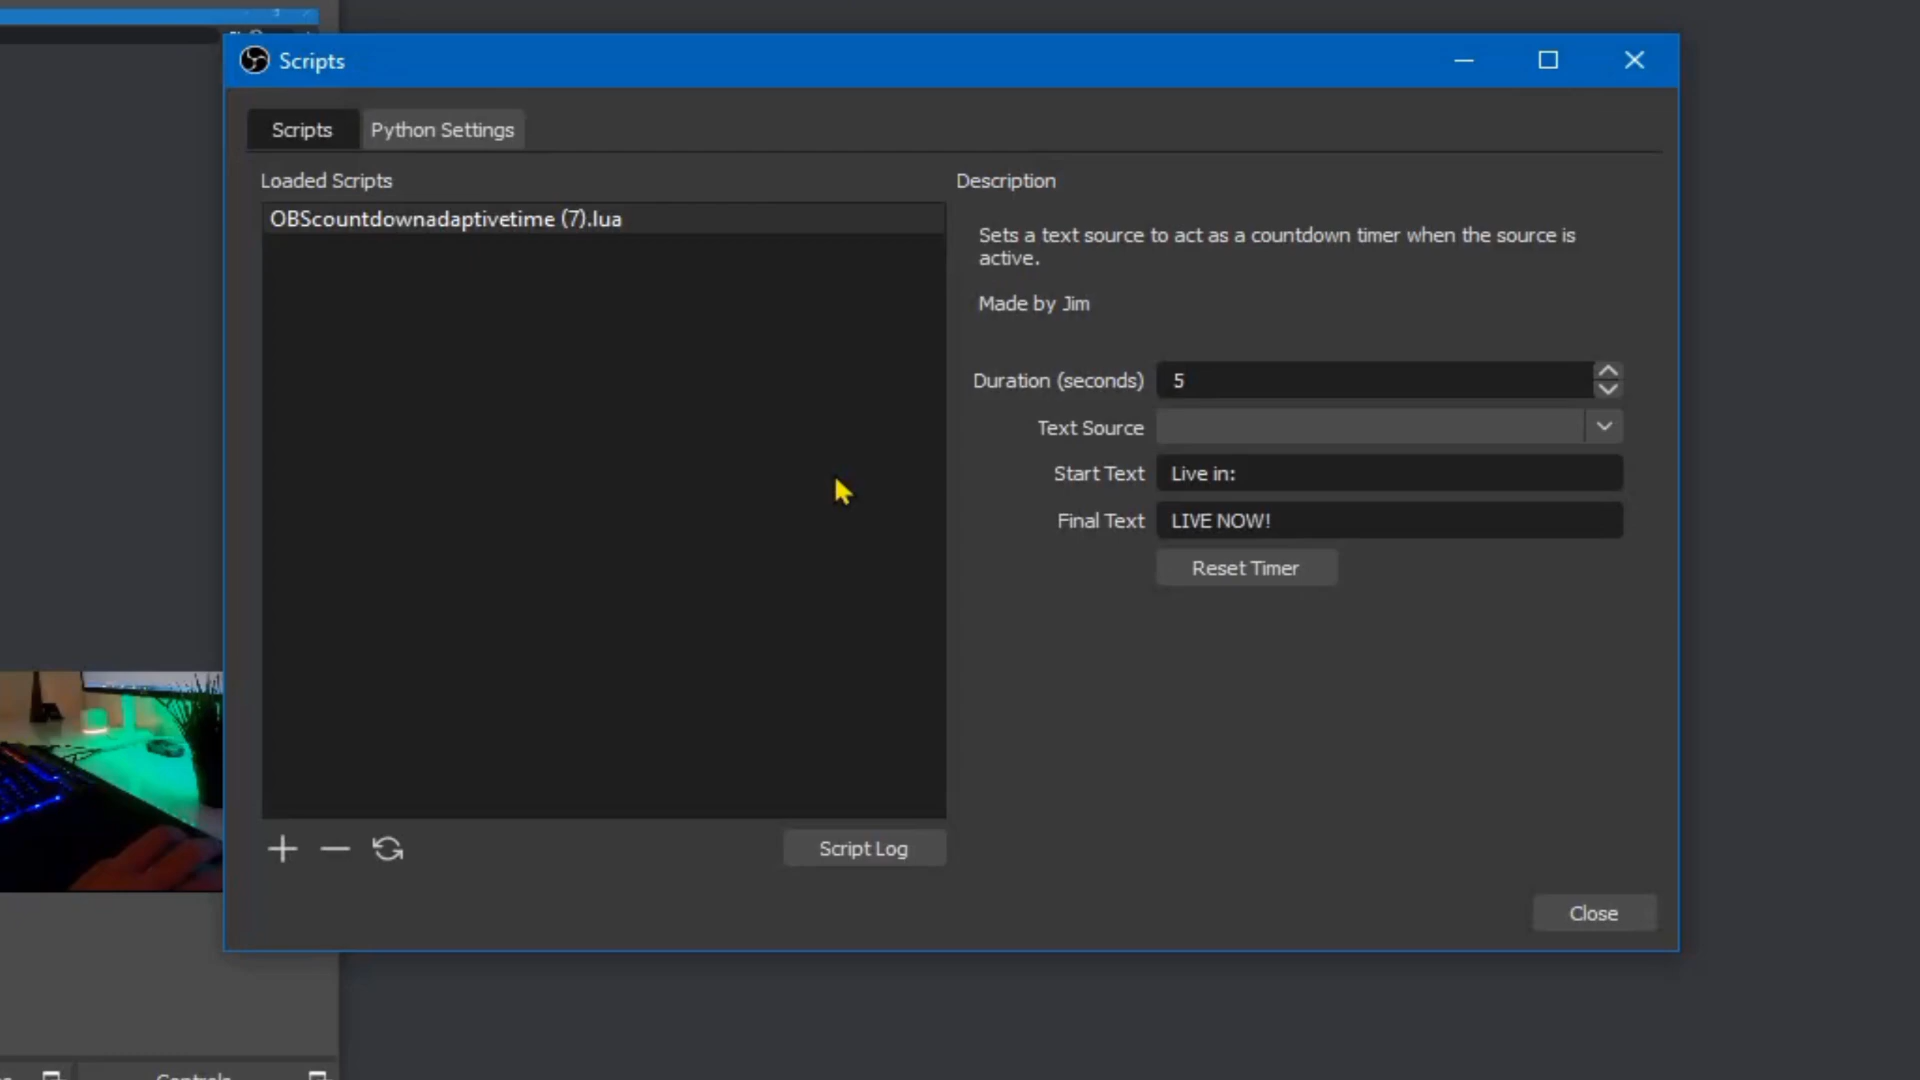 Scripts
Scripts
Python Settings
Loaded Scripts
Description
OBScountdownadaptivetime (7).lua
Sets a text source to act as a countdown timer when the source is
active.
Made by Jim
Duration (seconds)
5
Text Source
Start Text
Live in:
Final Text
LIVE NOW!
Reset Timer
Script Log
Close
Controls